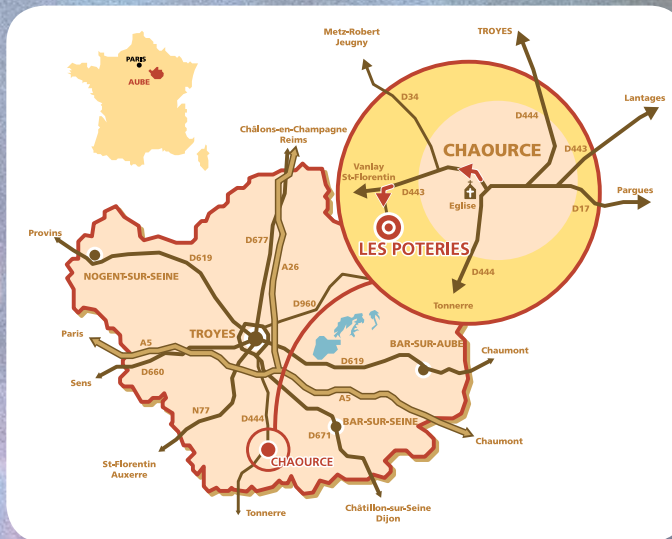 PARIS
AUBE
Metz-Robert
Jeugny
TROYES
Lantages
D34
D444
D443
CHAOURCE
Vanlay
St-Florentin
D443
Eglise
Pargues
D17
LES POTERIES
D444
Tonnerre
Châlons-en-Champagne
Reims
Provins
D619
D677
A26
NOGENT-SUR-SEINE
D960
TROYES
Paris
A5
D619
BAR-SUR-AUBE
Chaumont
D660
Sens
N77
D444
A5
D671
BAR-SUR-SEINE
Chaumont
St-Florentin
Auxerre
CHAOURCE
Tonnerre
Châtillon-sur-Seine
Dijon